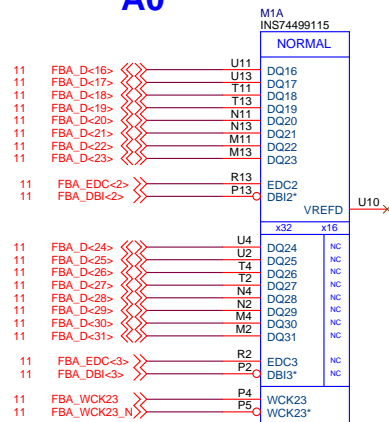 A0
M1A
INS74499115
NORMAL
11 FBA_D<16> U11 DQ16
11 FBA_D<17> U13 DQ17
11 FBA_D<18> T11 DQ18
11 FBA_D<19> T13 DQ19
11 FBA_D<20> N11 DQ20
11 FBA_D<21> N13 DQ21
11 FBA_D<22> M11 DQ22
11 FBA_D<23> M13 DQ23
11 FBA_EDC<2> R13 EDC2
11 FBA_DBI<2> P13 DBI2*
VREFD U10
x32 x16
11 FBA_D<24> U4 DQ24 NC
11 FBA_D<25> U2 DQ25 NC
11 FBA_D<26> T4 DQ26 NC
11 FBA_D<27> T2 DQ27 NC
11 FBA_D<28> N4 DQ28 NC
11 FBA_D<29> N2 DQ29 NC
11 FBA_D<30> M4 DQ30 NC
11 FBA_D<31> M2 DQ31 NC
11 FBA_EDC<3> R2 EDC3 NC
11 FBA_DBI<3> P2 DBI3* NC
11 FBA_WCK23 P4 WCK23
11 FBA_WCK23_N P5 WCK23*